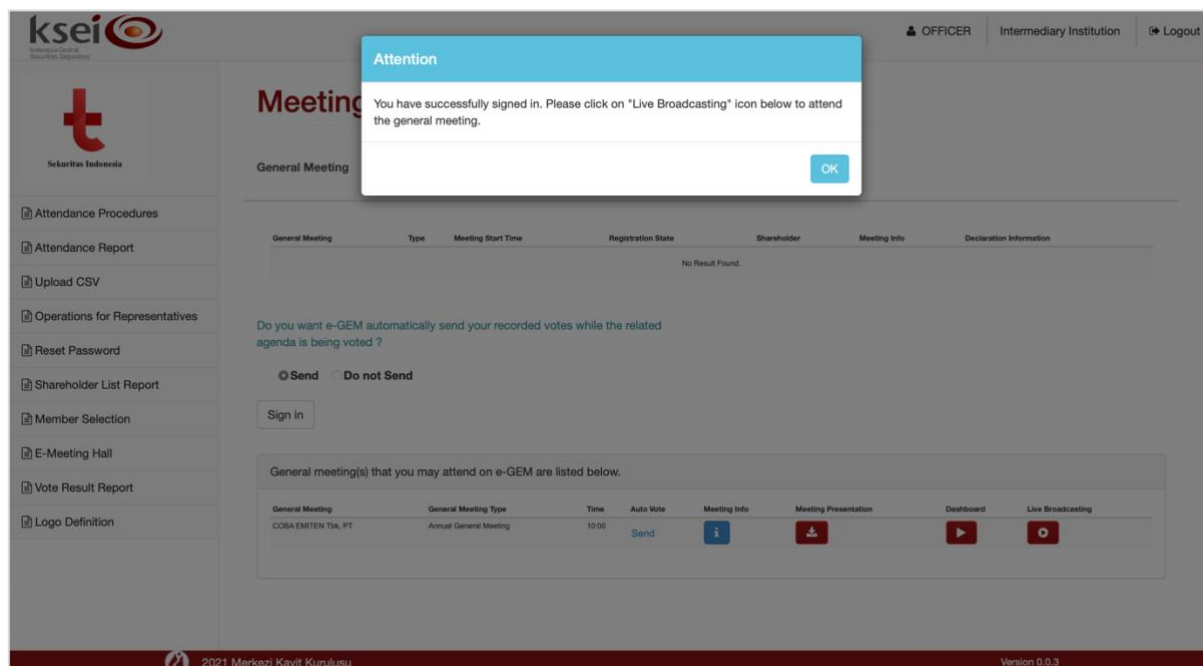 ksei
Indonesia Central
Securities Depository
OFFICER
Intermediary Institution
Logout
Attention
You have successfully signed in. Please click on "Live Broadcasting" icon below to attend
the general meeting.
OK
Sekuritas Indonesia
Meeting
General Meeting
Attendance Procedures
Attendance Report
Upload CSV
Operations for Representatives
Reset Password
Shareholder List Report
Member Selection
E-Meeting Hall
Vote Result Report
Logo Definition
General Meeting Type Meeting Start Time Registration State Shareholder Meeting Info Declaration Information
No Result Found.
Do you want e-GEM automatically send your recorded votes while the related
agenda is being voted ?
Send Do not Send
Sign in
General meeting(s) that you may attend on e-GEM are listed below.
General Meeting General Meeting Type Time Auto Vote Meeting Info Meeting Presentation Dashboard Live Broadcasting
COBA EMITEN Tbk, PT Annual General Meeting 10:00 Send
2021 Merkezi Kayit Kurulusu
Version 0.0.3